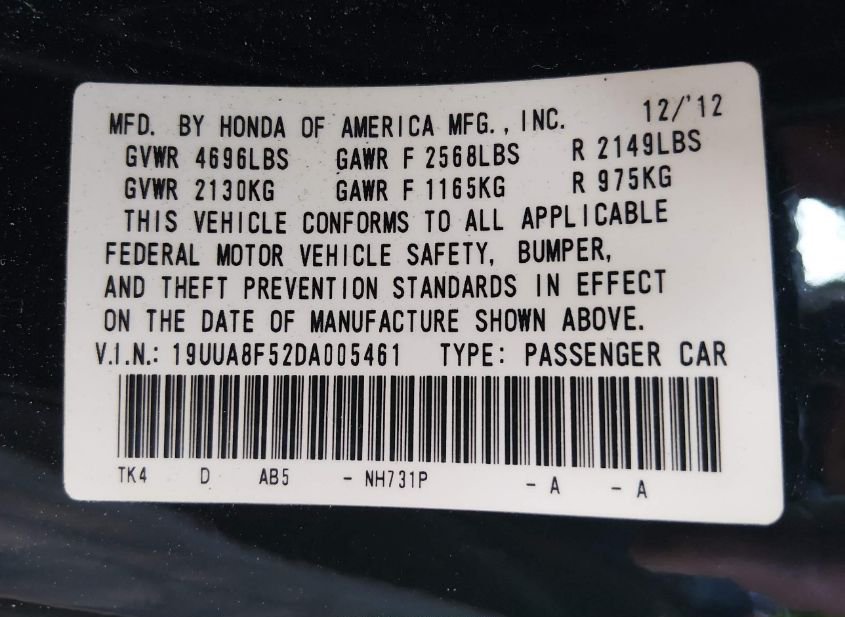 MFD. BY HONDA OF AMERICA MFG., INC. 12/'12
GVWR 4696LBS GAWR F 2568LBS R 2149LBS
GVWR 2130KG GAWR F 1165KG R 975KG
THIS VEHICLE CONFORMS TO ALL APPLICABLE
FEDERAL MOTOR VEHICLE SAFETY, BUMPER,
AND THEFT PREVENTION STANDARDS IN EFFECT
ON THE DATE OF MANUFACTURE SHOWN ABOVE.
V.I.N.: 19UUA8F52DA005461 TYPE: PASSENGER CAR
TK4 D AB5 - NH731P - A - A